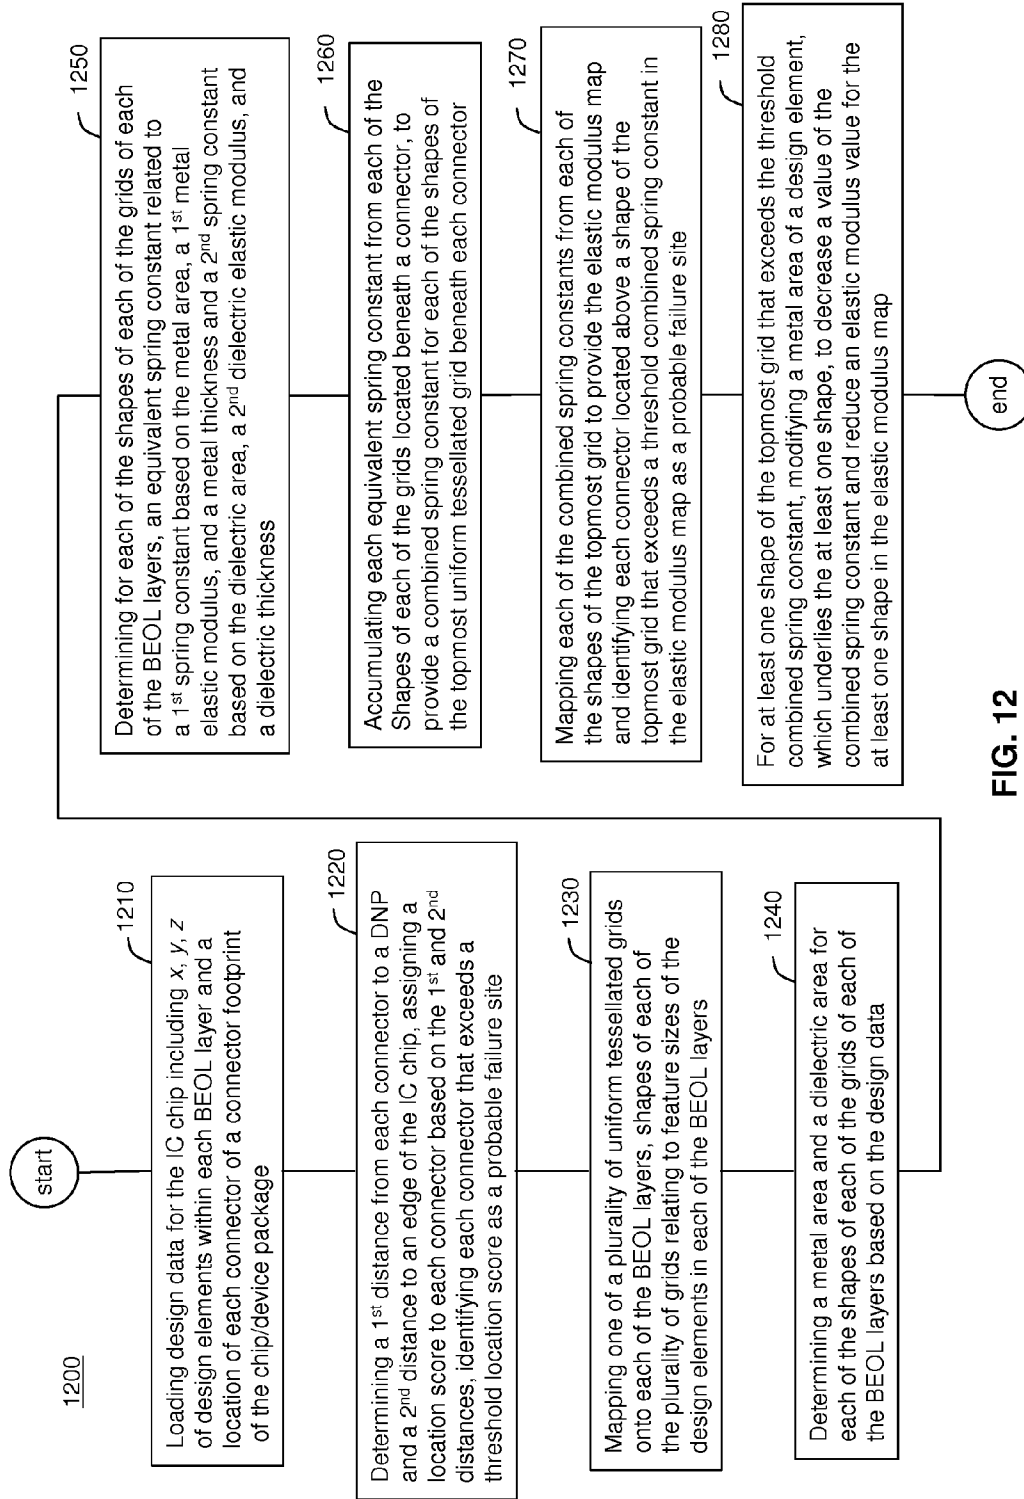 1200
start
1210
Loading design data for the IC chip including x, y, z
of design elements within each BEOL layer and a
location of each connector of a connector footprint
of the chip/device package
1220
Determining a 1st distance from each connector to a DNP
and a 2nd distance to an edge of the IC chip, assigning a
location score to each connector based on the 1st and 2nd
distances, identifying each connector that exceeds a
threshold location score as a probable failure site
1230
Mapping one of a plurality of uniform tessellated grids
onto each of the BEOL layers, shapes of each of
the plurality of grids relating to feature sizes of the
design elements in each of the BEOL layers
1240
Determining a metal area and a dielectric area for
each of the shapes of each of the grids of each of
the BEOL layers based on the design data
1250
Determining for each of the shapes of each of the grids of each
of the BEOL layers, an equivalent spring constant related to
a 1st spring constant based on the metal area, a 1st metal
elastic modulus, and a metal thickness and a 2nd spring constant
based on the dielectric area, a 2nd dielectric elastic modulus, and
a dielectric thickness
1260
Accumulating each equivalent spring constant from each of the
Shapes of each of the grids located beneath a connector, to
provide a combined spring constant for each of the shapes of
the topmost uniform tessellated grid beneath each connector
1270
Mapping each of the combined spring constants from each of
the shapes of the topmost grid to provide the elastic modulus map
and identifying each connector located above a shape of the
topmost grid that exceeds a threshold combined spring constant in
the elastic modulus map as a probable failure site
1280
For at least one shape of the topmost grid that exceeds the threshold
combined spring constant, modifying a metal area of a design element,
which underlies the at least one shape, to decrease a value of the
combined spring constant and reduce an elastic modulus value for the
at least one shape in the elastic modulus map
end
FIG. 12